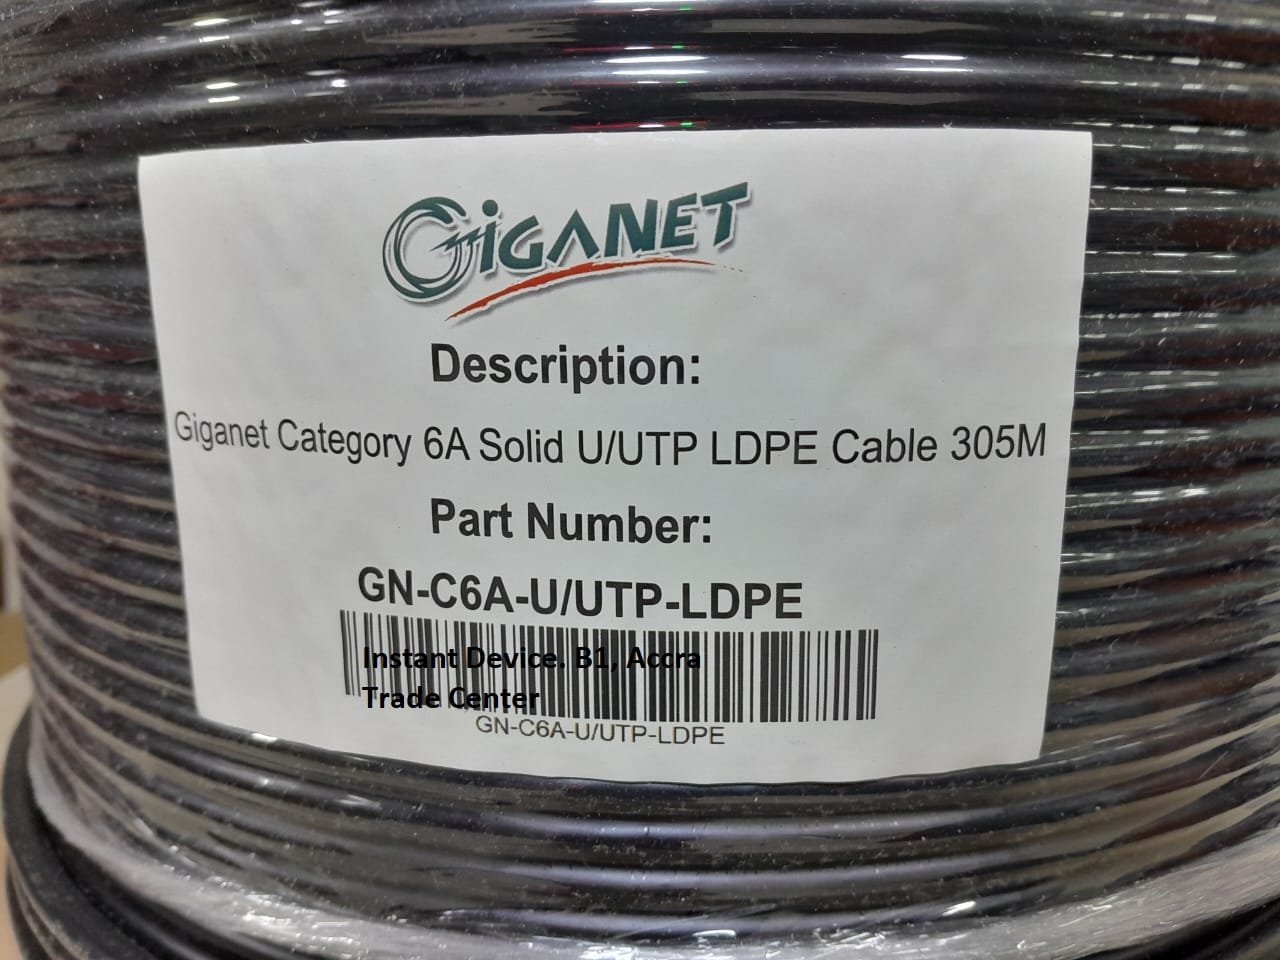 GIGANET
Description:
Giganet Category 6A Solid U/UTP LDPE Cable 305M
Part Number:
GN-C6A-U/UTP-LDPE
Instant Device. B1, Accra
Trade Center
GN-C6A-U/UTP-LDPE